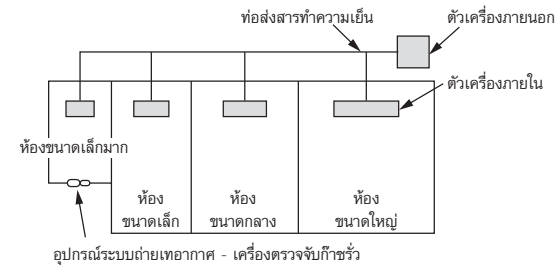 ท่อส่งสารทำความเย็น
ตัวเครื่องภายนอก
ตัวเครื่องภายใน
ห้องขนาดเล็กมาก
ห้อง
ขนาดเล็ก
ห้อง
ขนาดกลาง
ห้อง
ขนาดใหญ่
อุปกรณ์ระบบถ่ายเทอากาศ - เครื่องตรวจจับก๊าซรั่ว